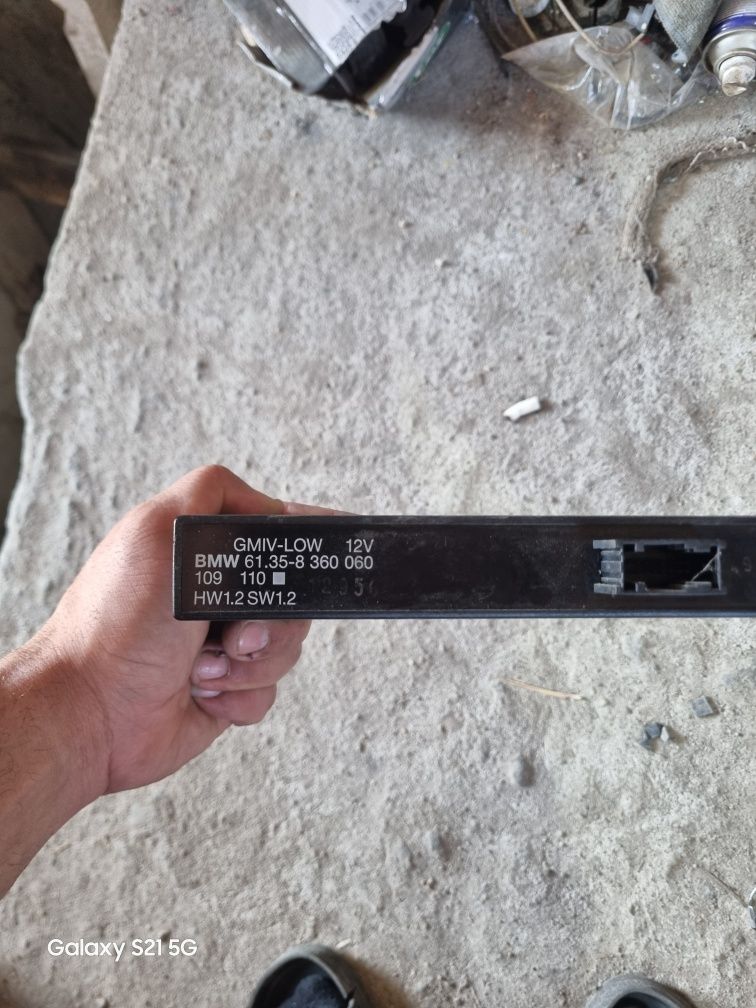 GMIV-LOW 12V
BMW 61.35-8 360 060
109 110
HW1.2 SW1.2
Galaxy S21 5G